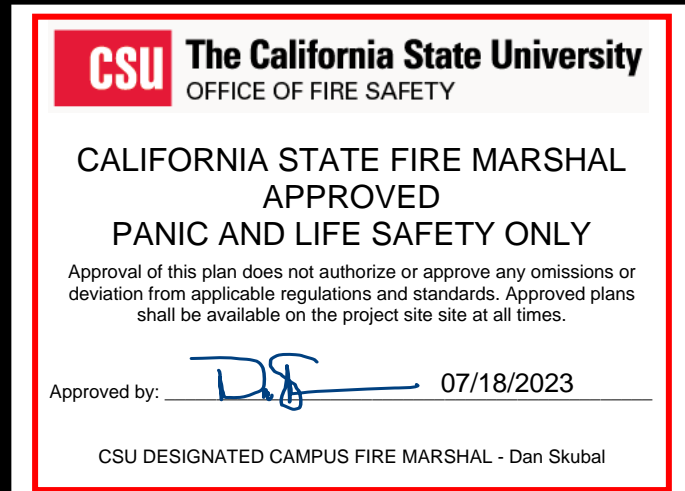 CSU The California State University
OFFICE OF FIRE SAFETY
CALIFORNIA STATE FIRE MARSHAL
APPROVED
PANIC AND LIFE SAFETY ONLY
Approval of this plan does not authorize or approve any omissions or
deviation from applicable regulations and standards. Approved plans
shall be available on the project site site at all times.
Approved by: 07/18/2023
CSU DESIGNATED CAMPUS FIRE MARSHAL - Dan Skubal